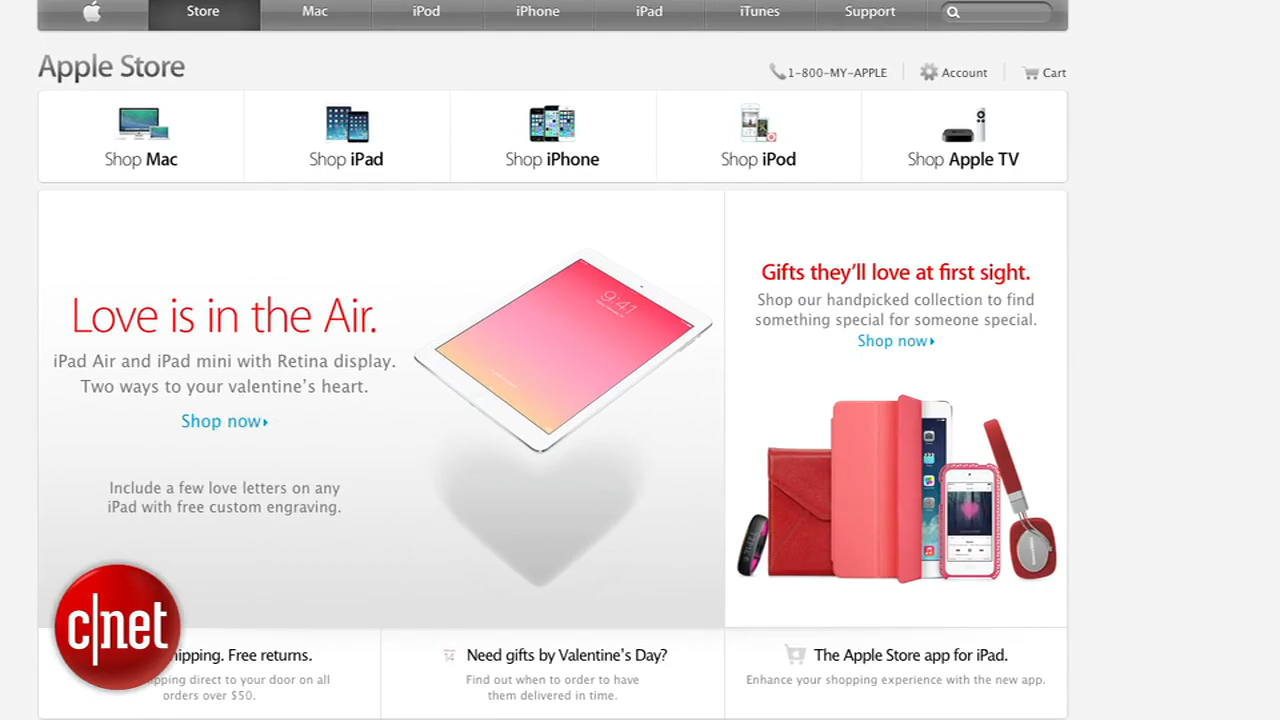 Store Mac iPod iPhone iPad iTunes Support
Apple Store
1-800-MY-APPLE Account Cart
Shop Mac Shop iPad Shop iPhone Shop iPod Shop Apple TV
Love is in the Air.
iPad Air and iPad mini with Retina display.
Two ways to your valentine's heart.
Shop now
Include a few love letters on any
iPad with free custom engraving.
9:41
Gifts they'll love at first sight.
Shop our handpicked collection to find
something special for someone special.
Shop now
c|net
Free returns.
direct to your door on all
orders over $50.
14
Need gifts by Valentine's Day?
Find out when to order to have
them delivered in time.
The Apple Store app for iPad.
Enhance your shopping experience with the new app.